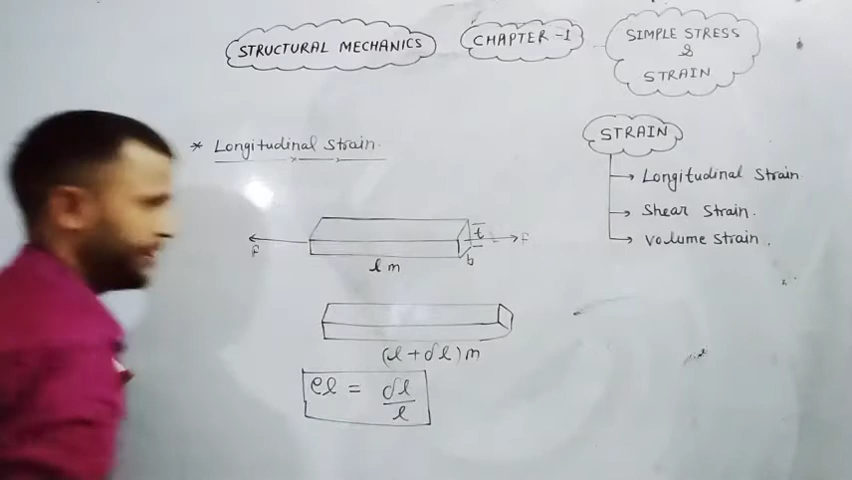 STRUCTURAL MECHANICS
CHAPTER-1
SIMPLE STRESS
&
STRAIN
* Longitudinal strain.
STRAIN
Longitudinal strain
Shear strain.
volume strain.
F
t
F
b
l m
(l + δl) m
el = δl/l